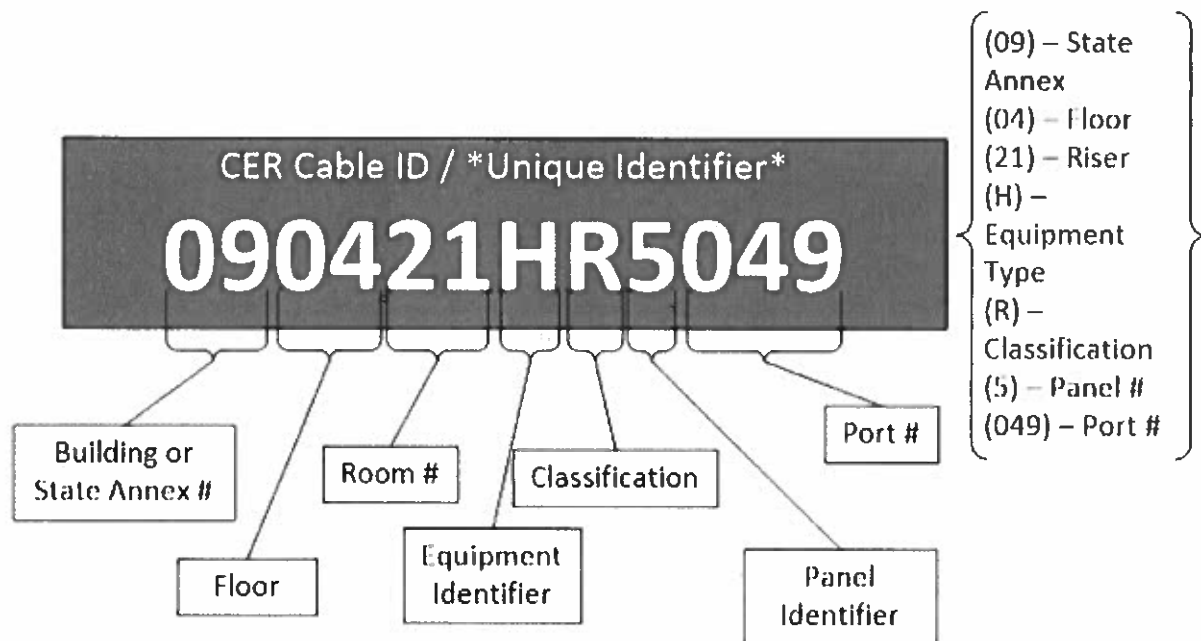 CER Cable ID / *Unique Identifier*
090421HR5049
Building or
State Annex #
Floor
Room #
Equipment
Identifier
Classification
Panel
Identifier
Port #
(09) – State
Annex
(04) – Floor
(21) – Riser
(H) –
Equipment
Type
(R) –
Classification
(5) – Panel #
(049) – Port #